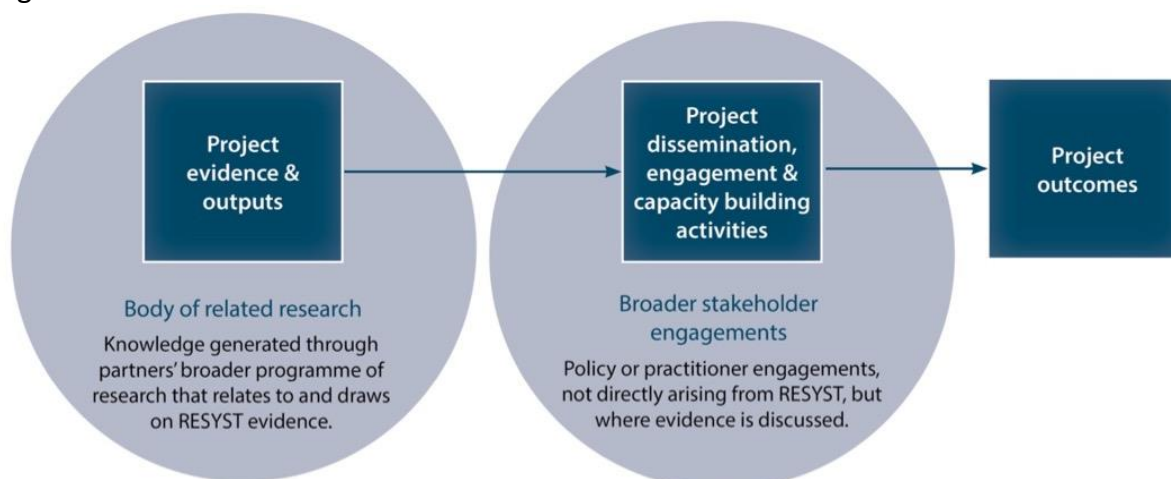 Project
evidence &
outputs
Body of related research
Knowledge generated through
partners' broader programme of
research that relates to and draws
on RESYST evidence.
Project
dissemination,
engagement &
capacity building
activities
Broader stakeholder
engagements
Policy or practitioner engagements,
not directly arising from RESYST, but
where evidence is discussed.
Project
outcomes